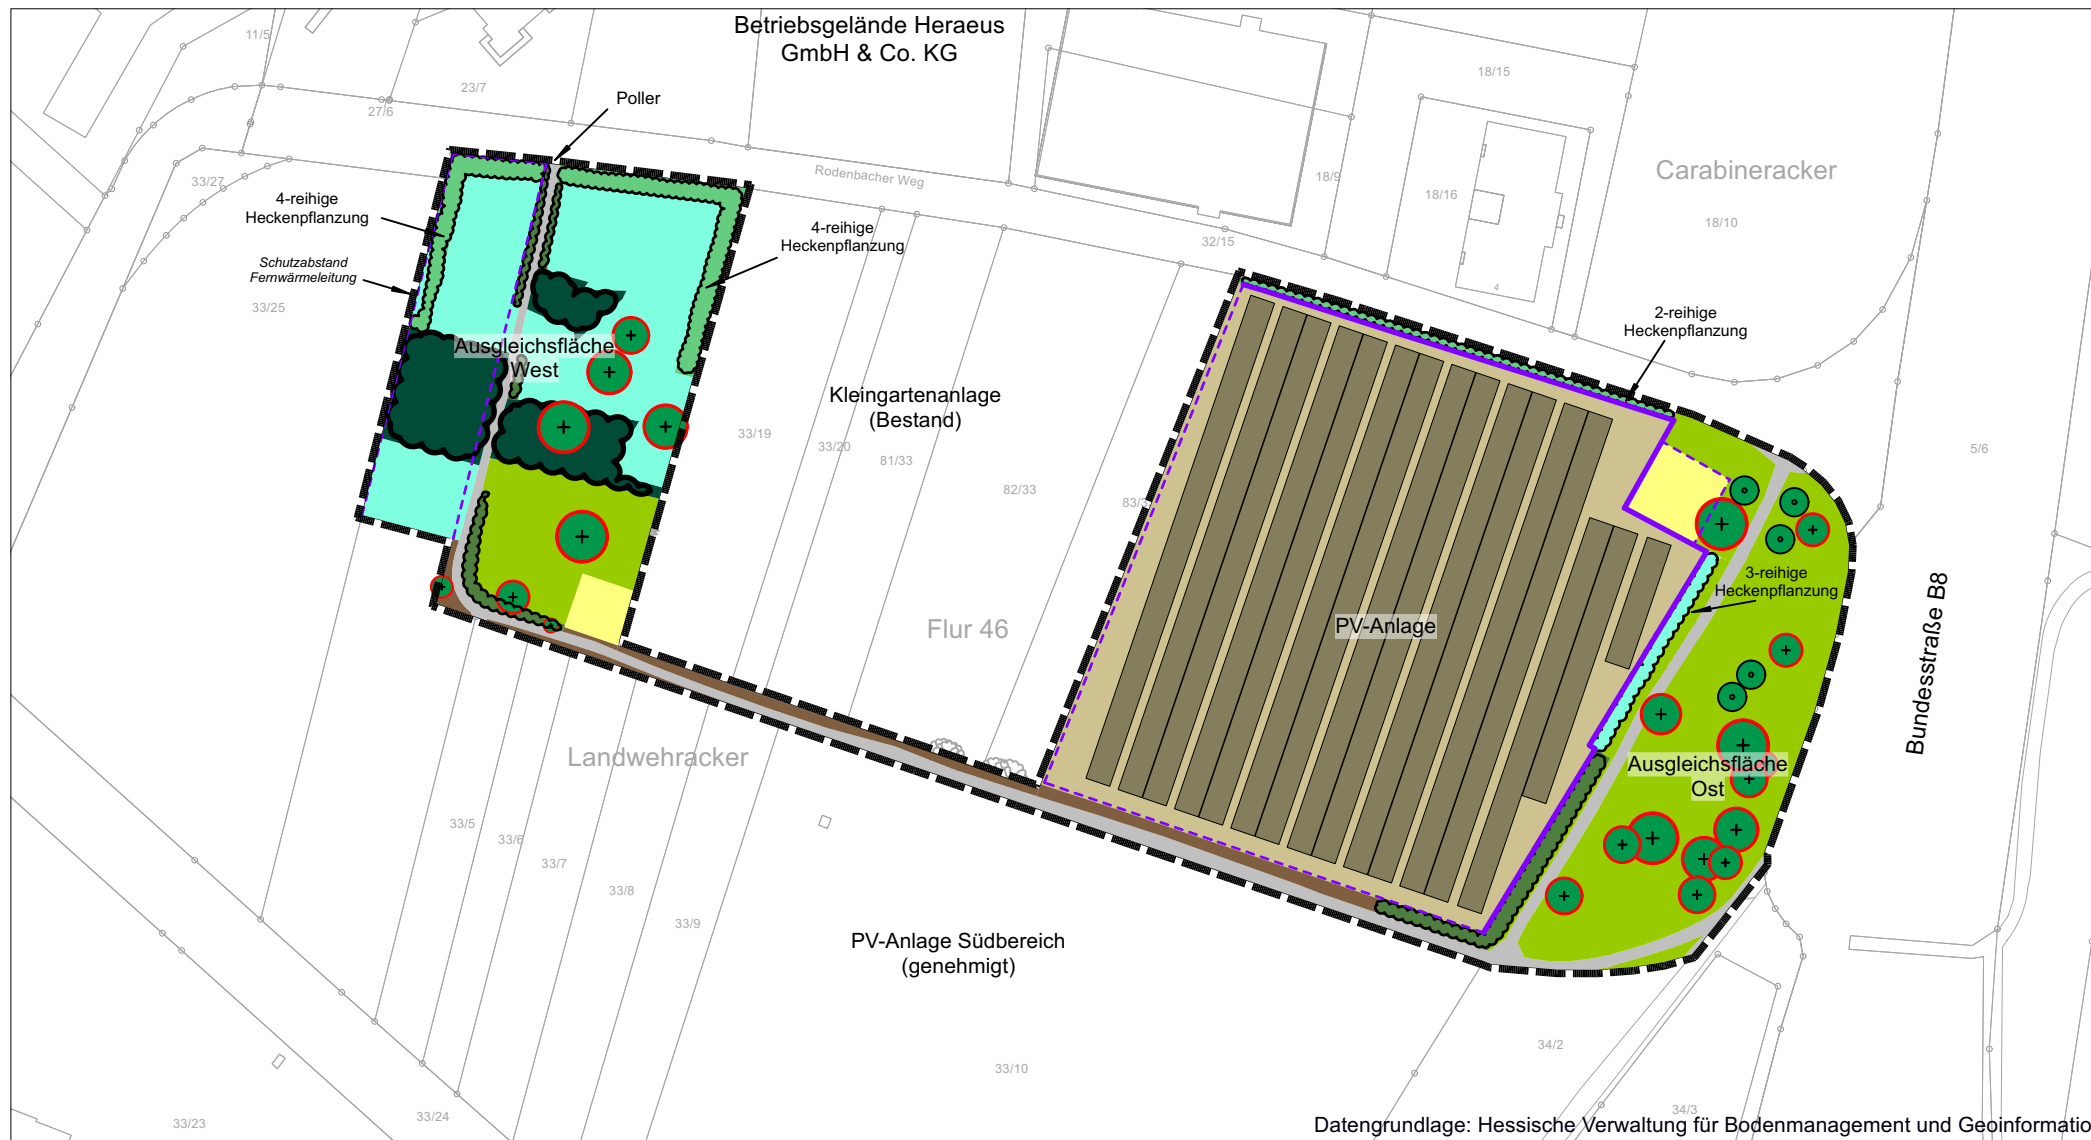 Betriebsgelände Heraeus
GmbH & Co. KG
11/5
23/7
27/6
Poller
18/15
33/27
Rodenbacher Weg
18/9
18/16
Carabineracker
18/10
4-reihige
Heckenpflanzung
4-reihige
Heckenpflanzung
32/15
Schutzabstand
Fernwärmeleitung
33/25
4
2-reihige
Heckenpflanzung
Ausgleichsfläche
West
Kleingartenanlage
(Bestand)
33/19
33/20
81/33
82/33
83/3
5/6
3-reihige
Heckenpflanzung
PV-Anlage
Flur 46
Bundesstraße B8
Landwehracker
Ausgleichsfläche
Ost
33/5
33/6
33/7
33/8
33/9
PV-Anlage Südbereich
(genehmigt)
34/2
33/10
33/23
33/24
34/3
Datengrundlage: Hessische Verwaltung für Bodenmanagement und Geoinformatio